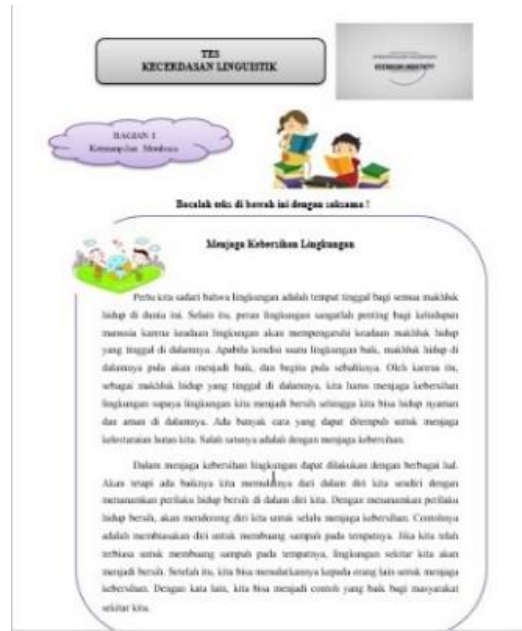 TES
KECERDASAN LINGUISTIK
BAGIAN I
Keterampilan Membaca
Bacalah teks di bawah ini dengan saksama !
Menjaga Kebersihan Lingkungan
Perlu kita sadari bahwa lingkungan adalah tempat tinggal bagi semua makhluk
hidup di dunia ini. Selain itu, peran lingkungan sangatlah penting bagi kehidupan
manusia karena keadaan lingkungan akan mempengaruhi keadaan makhluk hidup
yang tinggal di dalamnya. Apabila kondisi suatu lingkungan baik, makhluk hidup di
dalamnya pula akan menjadi baik, dan begitu pula sebaliknya. Oleh karena itu,
sebagai makhluk hidup yang tinggal di dalamnya, kita harus menjaga kebersihan
lingkungan supaya lingkungan kita menjadi bersih sehingga kita bisa hidup nyaman
dan aman di dalamnya. Ada banyak cara yang dapat ditempuh untuk menjaga
kelestarian hutan kita. Salah satunya adalah dengan menjaga kebersihan.
Dalam menjaga kebersihan lingkungan dapat dilakukan dengan berbagai hal.
Akan tetapi ada baiknya kita memulainya dari dalam diri kita sendiri dengan
menanamkan perilaku hidup bersih di dalam diri kita. Dengan menanamkan perilaku
hidup bersih, akan mendorong diri kita untuk selalu menjaga kebersihan. Contohnya
adalah membiasakan diri untuk membuang sampah pada tempatnya. Jika kita telah
terbiasa untuk membuang sampah pada tempatnya, lingkungan sekitar kita akan
menjadi bersih. Setelah itu, kita bisa menularkannya kepada orang lain untuk menjaga
kebersihan. Dengan kata lain, kita bisa menjadi contoh yang baik bagi masyarakat
sekitar kita.